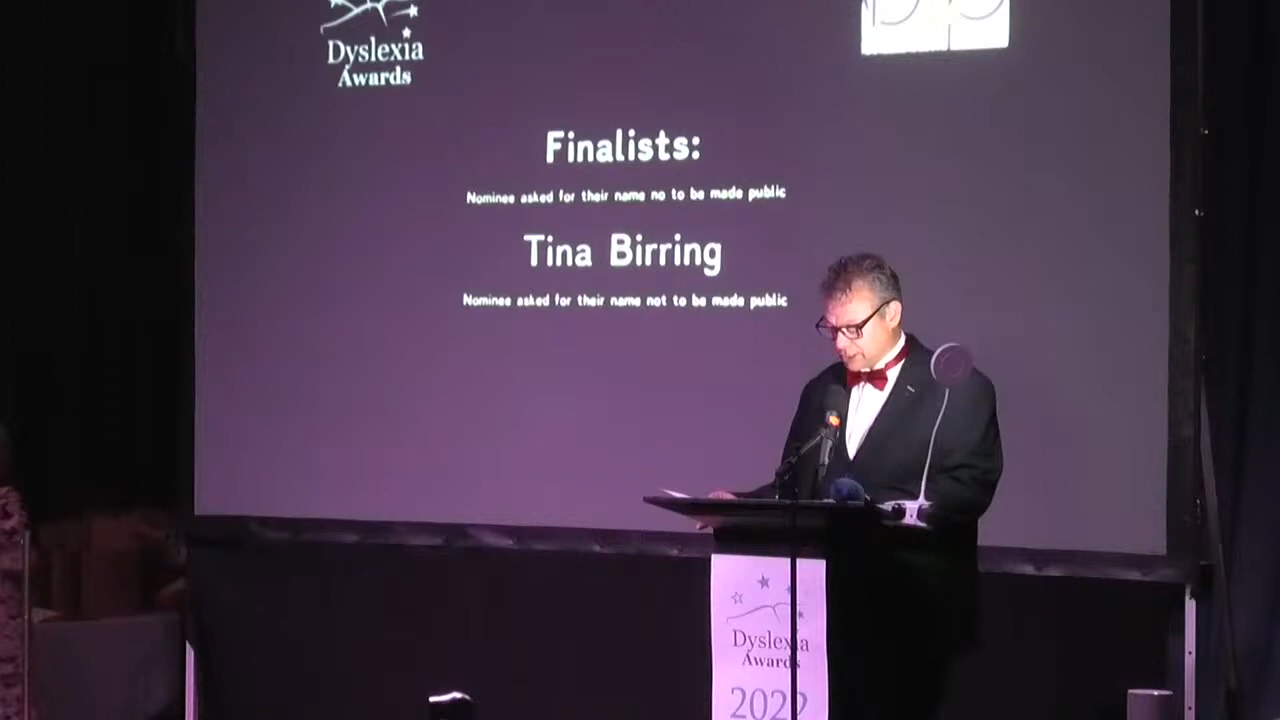 Dyslexia
Awards
Finalists:
Nominee asked for their name no to be made public
Tina Birring
Nominee asked for their name not to be made public
Dyslexia
Awards
2022